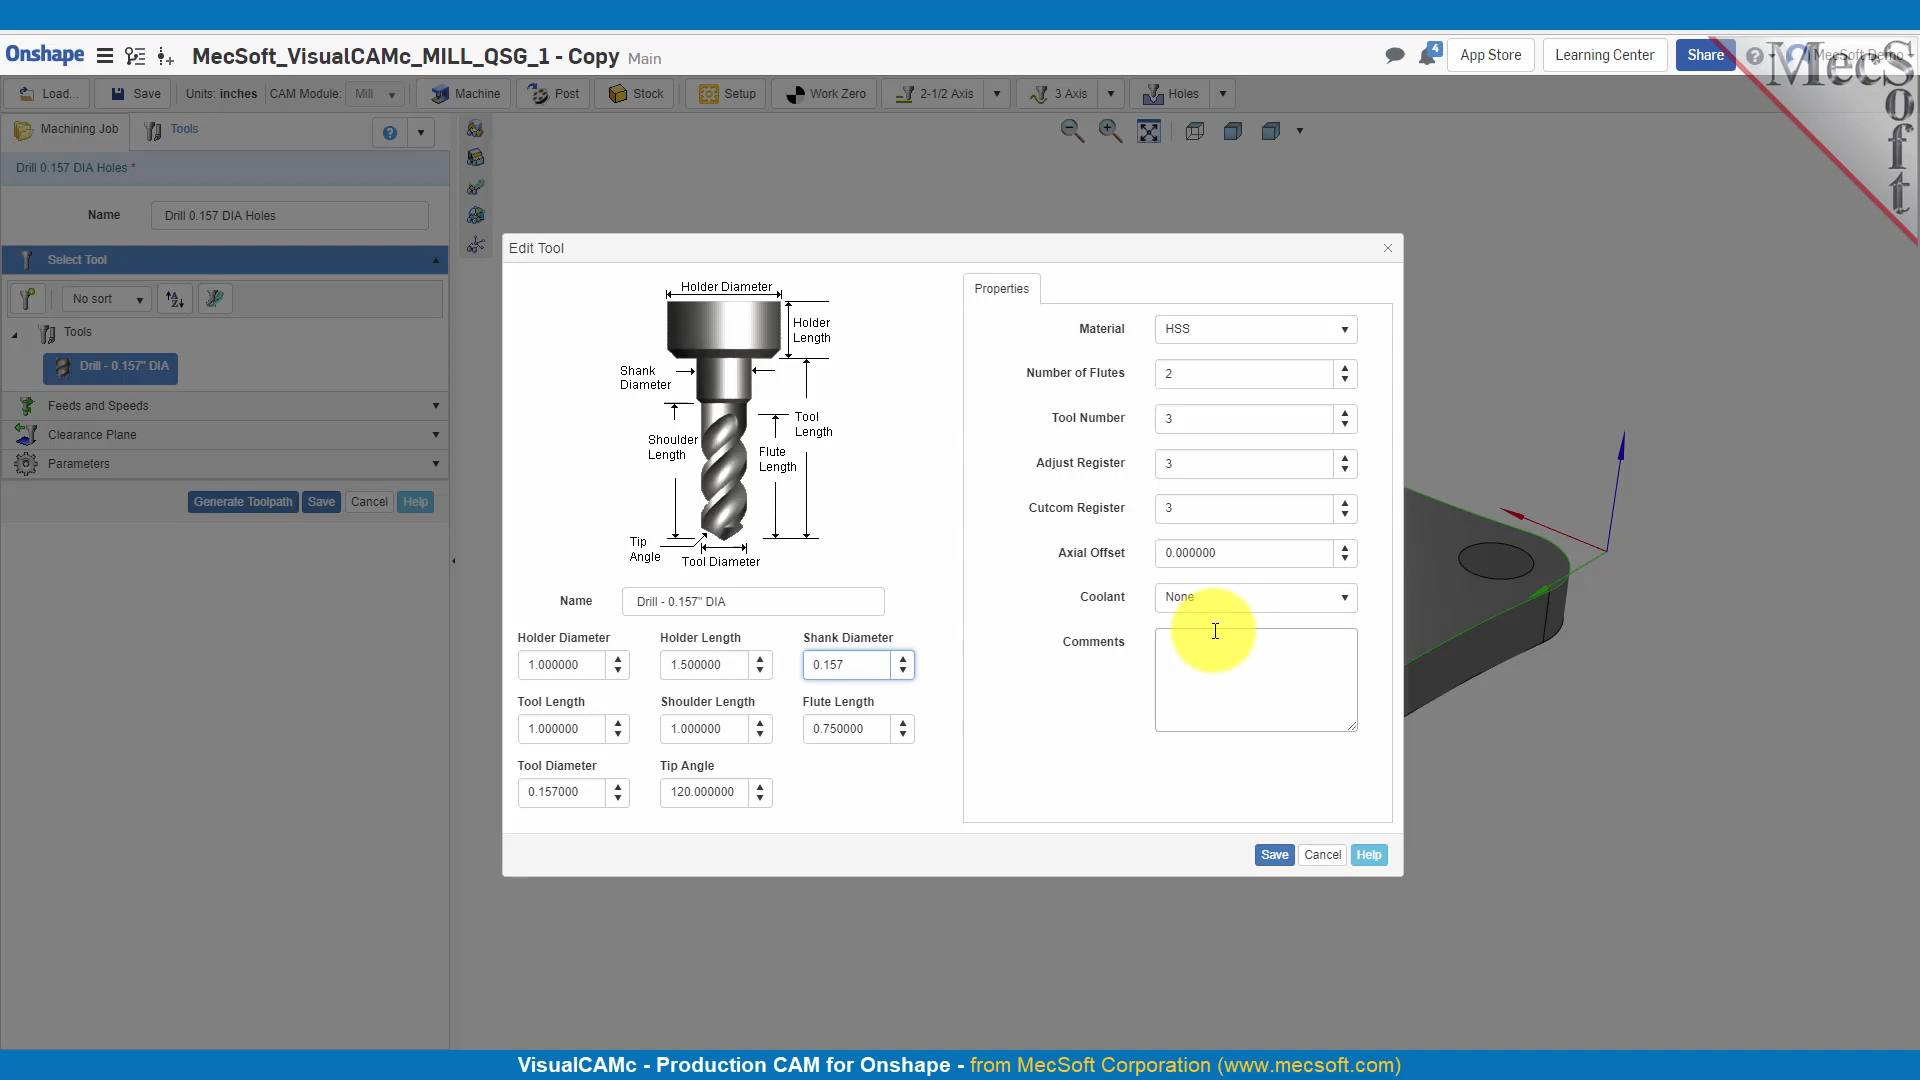 Onshape MecSoft_VisualCAMc_MILL_QSG_1 - Copy Main 4 App Store Learning Center Share MecSoft Demo
MecSoft
Load... Save Units: inches CAM Module: Mill Machine Post Stock Setup Work Zero 2-1/2 Axis 3 Axis Holes
Machining Job Tools
Drill 0.157 DIA Holes *
Name Drill 0.157 DIA Holes
Select Tool
No sort
Tools
Drill - 0.157" DIA
Feeds and Speeds
Clearance Plane
Parameters
Generate Toolpath Save Cancel Help
Edit Tool
Holder Diameter
Holder
Length
Shank
Diameter
Tool
Length
Shoulder
Length
Flute
Length
Tip
Angle
Tool Diameter
Name Drill - 0.157" DIA
Holder Diameter Holder Length Shank Diameter
1.000000 1.500000 0.157
Tool Length Shoulder Length Flute Length
1.000000 1.000000 0.750000
Tool Diameter Tip Angle
0.157000 120.000000
Properties
Material HSS
Number of Flutes 2
Tool Number 3
Adjust Register 3
Cutcom Register 3
Axial Offset 0.000000
Coolant None
Comments
Save Cancel Help
VisualCAMc - Production CAM for Onshape - from MecSoft Corporation (www.mecsoft.com)